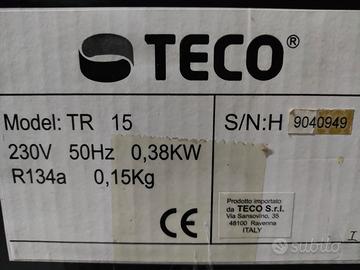 TECO®
Model: TR 15
S/N:H 9040949
230V 50Hz 0,38KW
R134a 0,15Kg
Prodotto importato
da TECO S.r.l.
Via Sansovino, 35
48100 Ravenna
ITALY
CE
T
subito